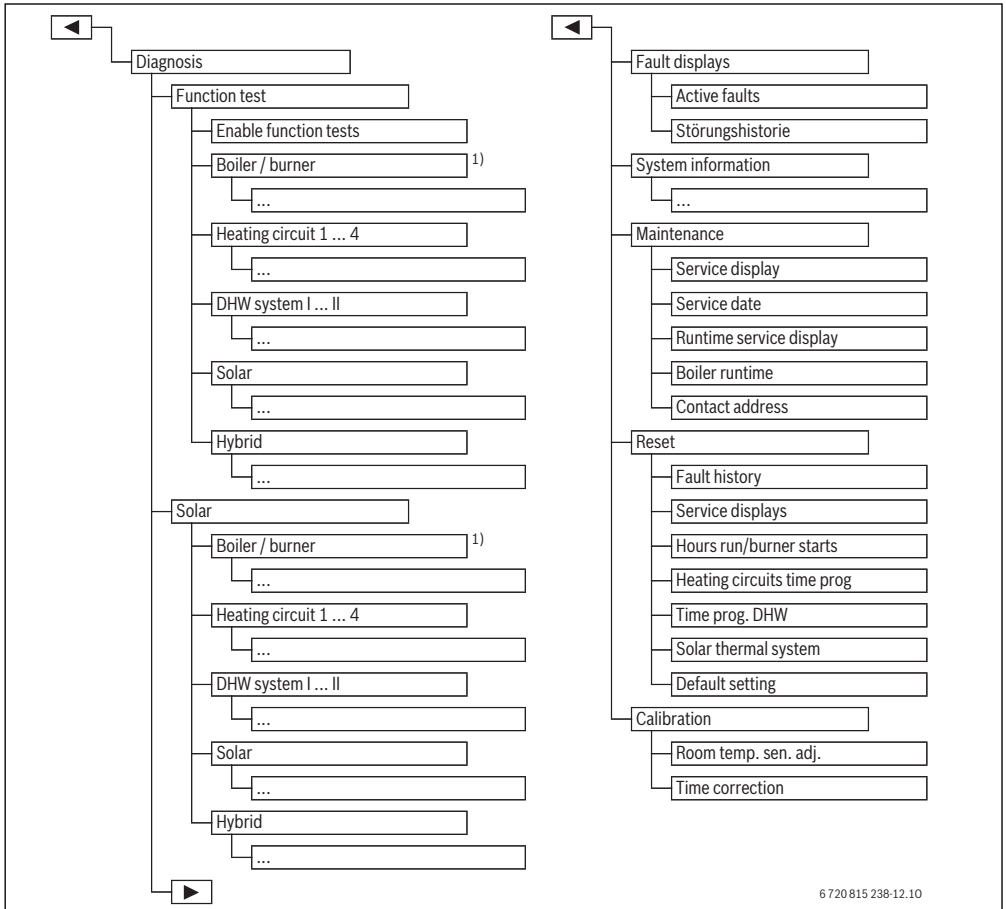 Diagnosis
Function test
Enable function tests
Boiler / burner 1)
...
Heating circuit 1 ... 4
...
DHW system I ... II
...
Solar
...
Hybrid
...
Solar
Boiler / burner 1)
...
Heating circuit 1 ... 4
...
DHW system I ... II
...
Solar
...
Hybrid
...
Fault displays
Active faults
Störungshistorie
System information
...
Maintenance
Service display
Service date
Runtime service display
Boiler runtime
Contact address
Reset
Fault history
Service displays
Hours run/burner starts
Heating circuits time prog
Time prog. DHW
Solar thermal system
Default setting
Calibration
Room temp. sen. adj.
Time correction
6 720 815 238-12.1O